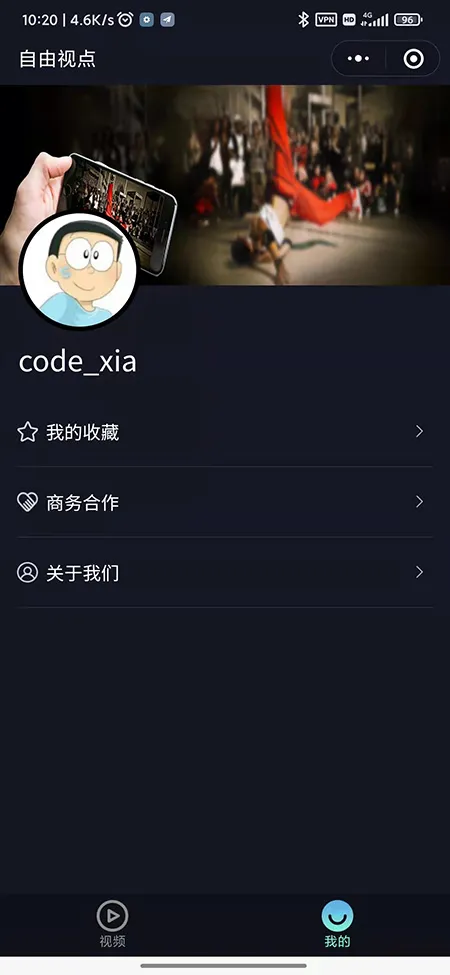 10:20 | 4.6K/s
VPN HD 4G 96
自由视点
code_xia
我的收藏
商务合作
关于我们
视频
我的